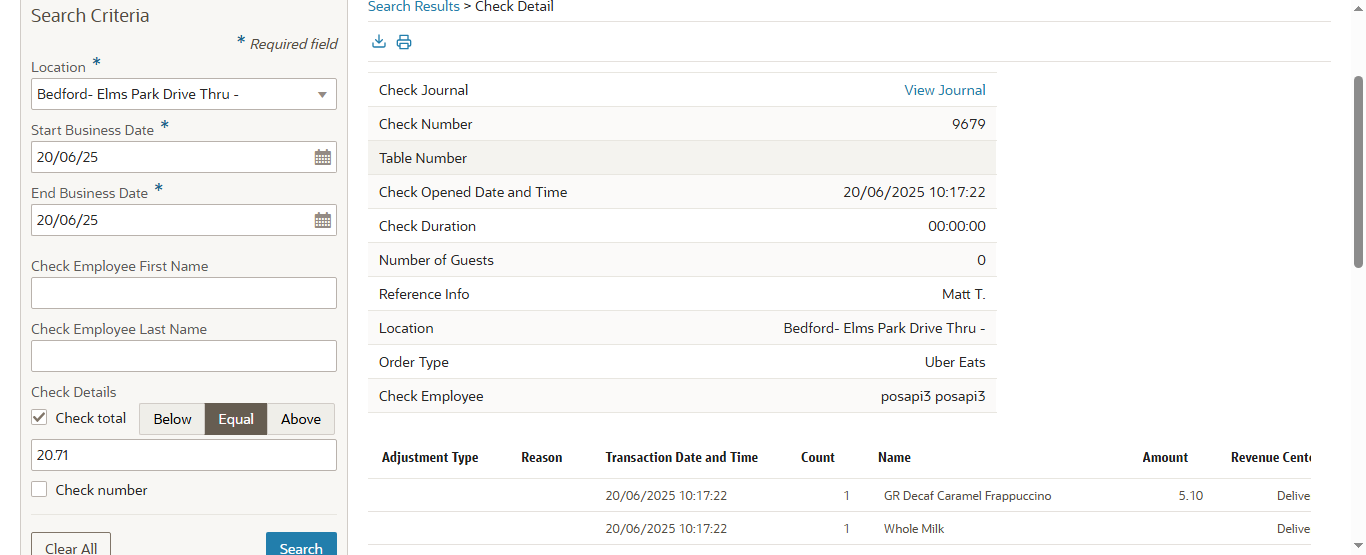 Search Criteria
* Required field
Location *
Bedford- Elms Park Drive Thru -
Start Business Date *
20/06/25
End Business Date *
20/06/25
Check Employee First Name
Check Employee Last Name
Check Details
Check total Below Equal Above
20.71
Check number
Clear All Search
Search Results > Check Detail
Check Journal View Journal
Check Number 9679
Table Number
Check Opened Date and Time 20/06/2025 10:17:22
Check Duration 00:00:00
Number of Guests 0
Reference Info Matt T.
Location Bedford- Elms Park Drive Thru -
Order Type Uber Eats
Check Employee posapi3 posapi3
Adjustment Type Reason Transaction Date and Time Count Name Amount Revenue Cente
20/06/2025 10:17:22 1 GR Decaf Caramel Frappuccino 5.10 Delive
20/06/2025 10:17:22 1 Whole Milk Delive